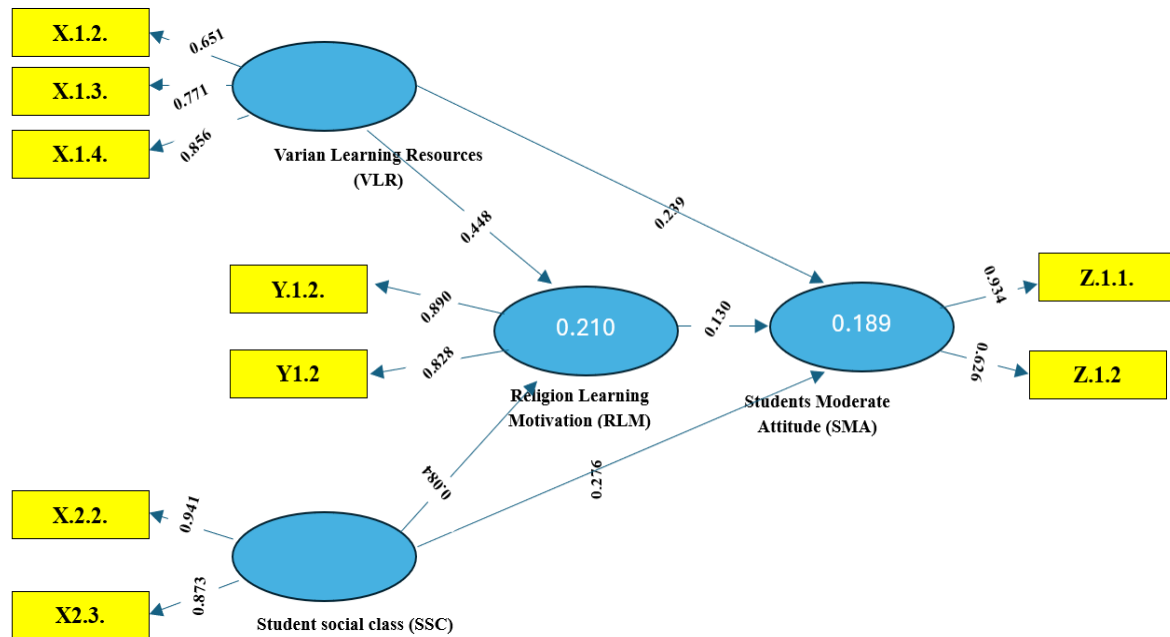 X.1.2.
0.651
X.1.3.
0.771
X.1.4.
0.856
Varian Learning Resources
(VLR)
0.448
0.239
Y.1.2.
0.890
Y1.2
0.828
0.210
0.130
0.189
Religion Learning
Motivation (RLM)
Students Moderate
Attitude (SMA)
0.934
Z.1.1.
0.626
Z.1.2
0.084
0.276
X.2.2.
0.941
X2.3.
0.873
Student social class (SSC)